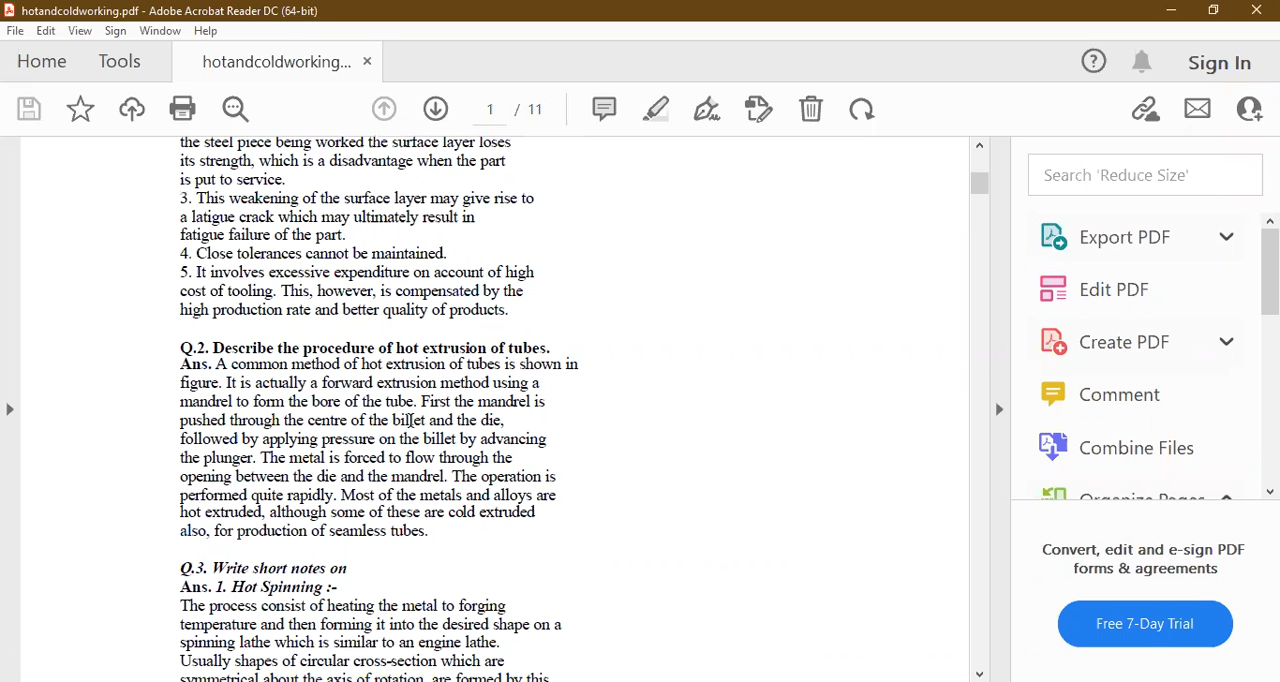 hotandcoldworking.pdf - Adobe Acrobat Reader DC (64-bit)
File Edit View Sign Window Help
Home Tools hotandcoldworking... × Sign In
1 / 11
the steel piece being worked the surface layer loses
its strength, which is a disadvantage when the part
is put to service.
3. This weakening of the surface layer may give rise to
a latigue crack which may ultimately result in
fatigue failure of the part.
4. Close tolerances cannot be maintained.
5. It involves excessive expenditure on account of high
cost of tooling. This, however, is compensated by the
high production rate and better quality of products.
Q.2. Describe the procedure of hot extrusion of tubes.
Ans. A common method of hot extrusion of tubes is shown in
figure. It is actually a forward extrusion method using a
mandrel to form the bore of the tube. First the mandrel is
pushed through the centre of the billet and the die,
followed by applying pressure on the billet by advancing
the plunger. The metal is forced to flow through the
opening between the die and the mandrel. The operation is
performed quite rapidly. Most of the metals and alloys are
hot extruded, although some of these are cold extruded
also, for production of seamless tubes.
Q.3. Write short notes on
Ans. 1. Hot Spinning :-
The process consist of heating the metal to forging
temperature and then forming it into the desired shape on a
spinning lathe which is similar to an engine lathe.
Usually shapes of circular cross-section which are
symmetrical about the axis of rotation, are formed by this
Search 'Reduce Size'
Export PDF
Edit PDF
Create PDF
Comment
Combine Files
Organize Pages
Convert, edit and e-sign PDF
forms & agreements
Free 7-Day Trial